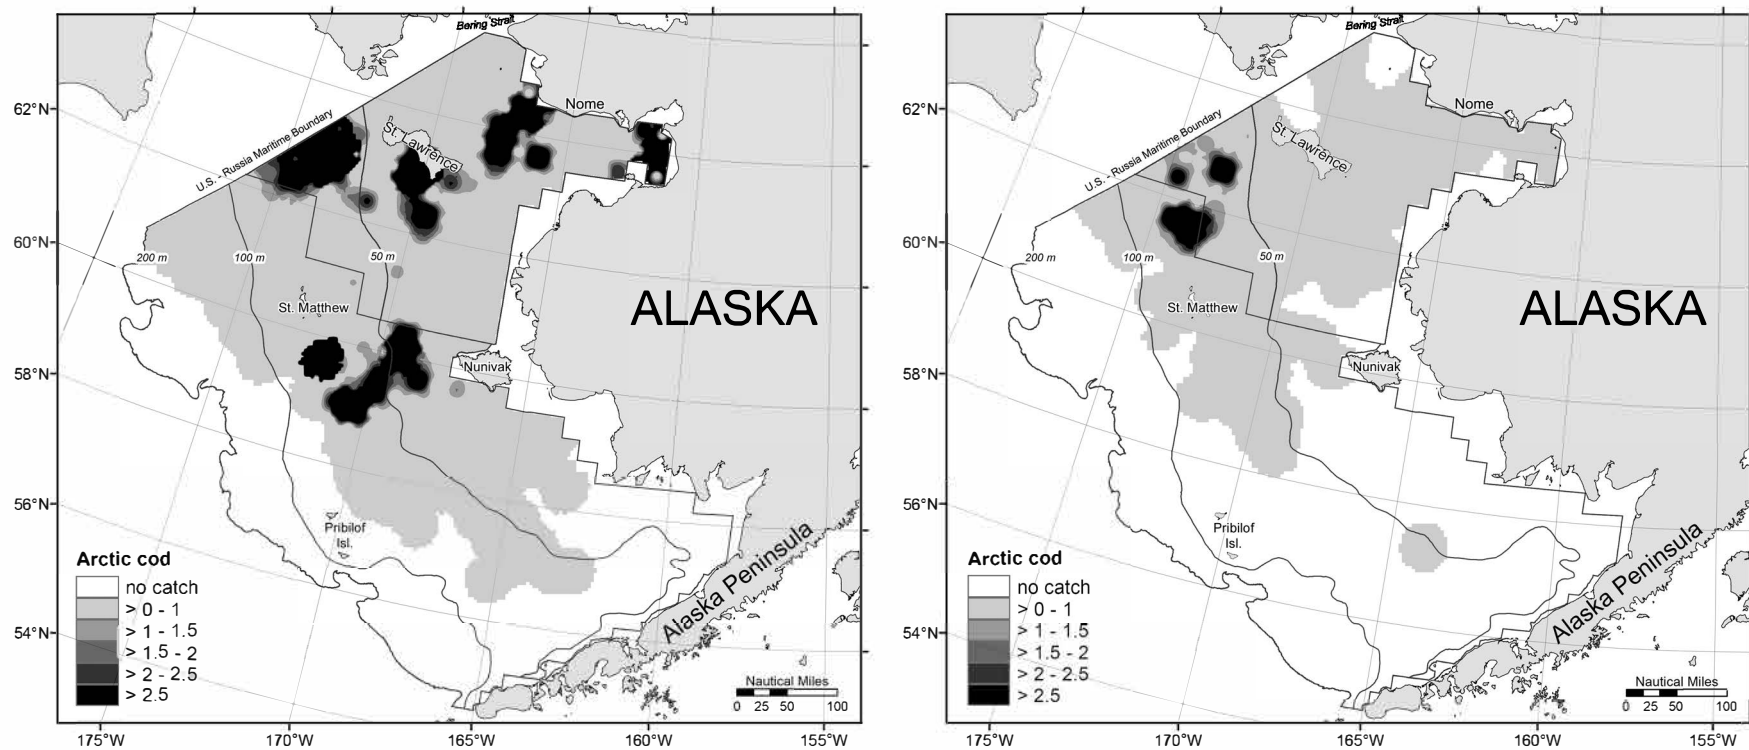 Bering Strait
62°N
Nome
U.S. - Russia Maritime Boundary
St. Lawrence
60°N
200 m
100 m
50 m
St. Matthew
ALASKA
58°N
Nunivak
56°N
Pribilof
Isl.
Arctic cod
no catch
> 0 - 1
> 1 - 1.5
> 1.5 - 2
> 2 - 2.5
> 2.5
54°N
Alaska Peninsula
Nautical Miles
0 25 50 100
175°W 170°W 165°W 160°W 155°W
Bering Strait
62°N
Nome
U.S. - Russia Maritime Boundary
St. Lawrence
60°N
200 m
100 m
50 m
St. Matthew
ALASKA
58°N
Nunivak
56°N
Pribilof
Isl.
Arctic cod
no catch
> 0 - 1
> 1 - 1.5
> 1.5 - 2
> 2 - 2.5
> 2.5
54°N
Alaska Peninsula
Nautical Miles
0 25 50 100
175°W 170°W 165°W 160°W 155°W